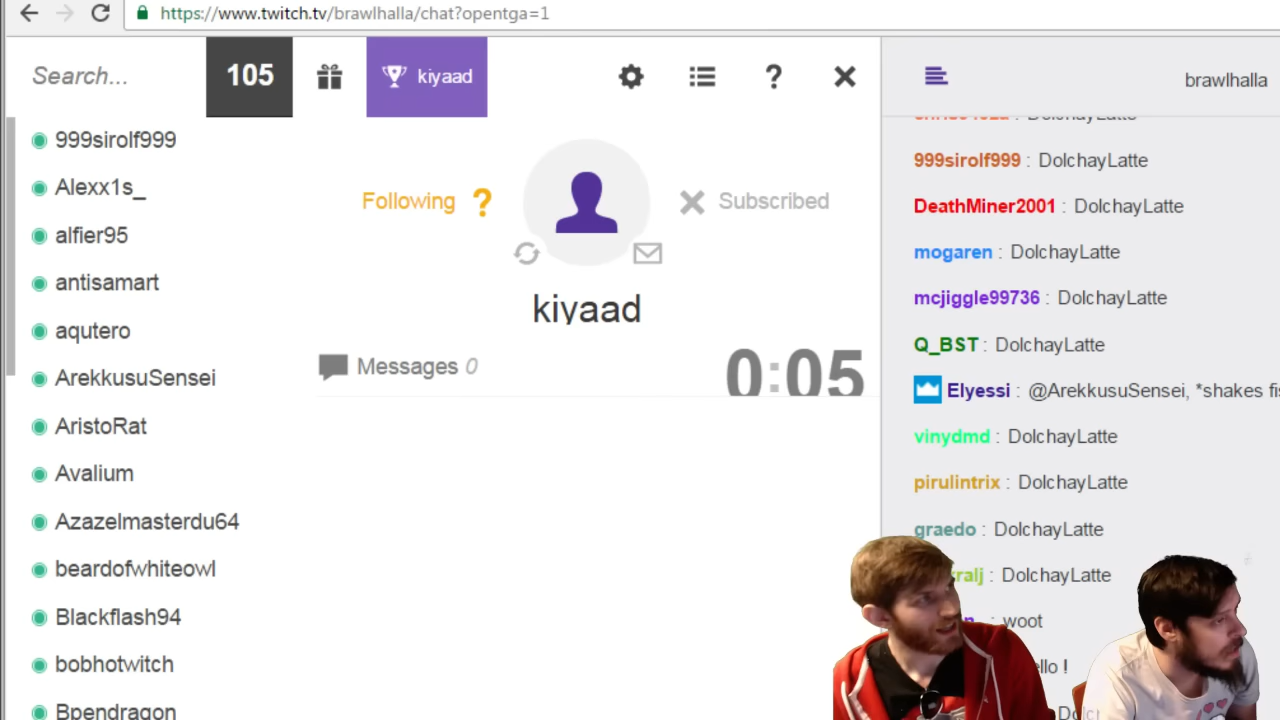 https://www.twitch.tv/brawlhalla/chat?opentga=1
Search...
105
kiyaad
?
brawlhalla
999sirolf999
Alexx1s_
alfier95
antisamart
aqutero
ArekkusuSensei
AristoRat
Avalium
Azazelmasterdu64
beardofwhiteowl
Blackflash94
bobhotwitch
Bpendragon
Following ?
Subscribed
kiyaad
Messages 0
0:05
999sirolf999 : DolchayLatte
DeathMiner2001 : DolchayLatte
mogaren : DolchayLatte
mcjiggle99736 : DolchayLatte
Q_BST : DolchayLatte
Elyessi : @ArekkusuSensei, *shakes fis
vinydmd : DolchayLatte
pirulintrix : DolchayLatte
graedo : DolchayLatte
ralj : DolchayLatte
woot
llo !